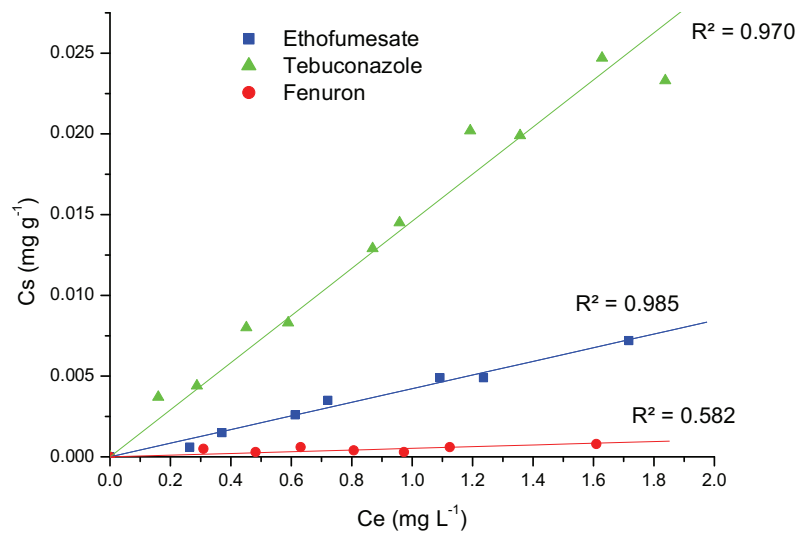 0.025
0.020
0.015
0.010
0.005
0.000
Cs (mg g⁻¹)
Ethofumesate
Tebuconazole
Fenuron
R² = 0.970
R² = 0.985
R² = 0.582
0.0 0.2 0.4 0.6 0.8 1.0 1.2 1.4 1.6 1.8 2.0
Ce (mg L⁻¹)